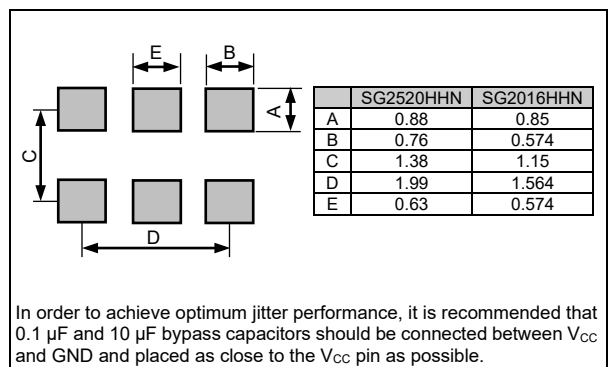 E
B
A
C
D
SG2520HHN SG2016HHN
A 0.88 0.85
B 0.76 0.574
C 1.38 1.15
D 1.99 1.564
E 0.63 0.574
In order to achieve optimum jitter performance, it is recommended that
0.1 µF and 10 µF bypass capacitors should be connected between VCC
and GND and placed as close to the VCC pin as possible.